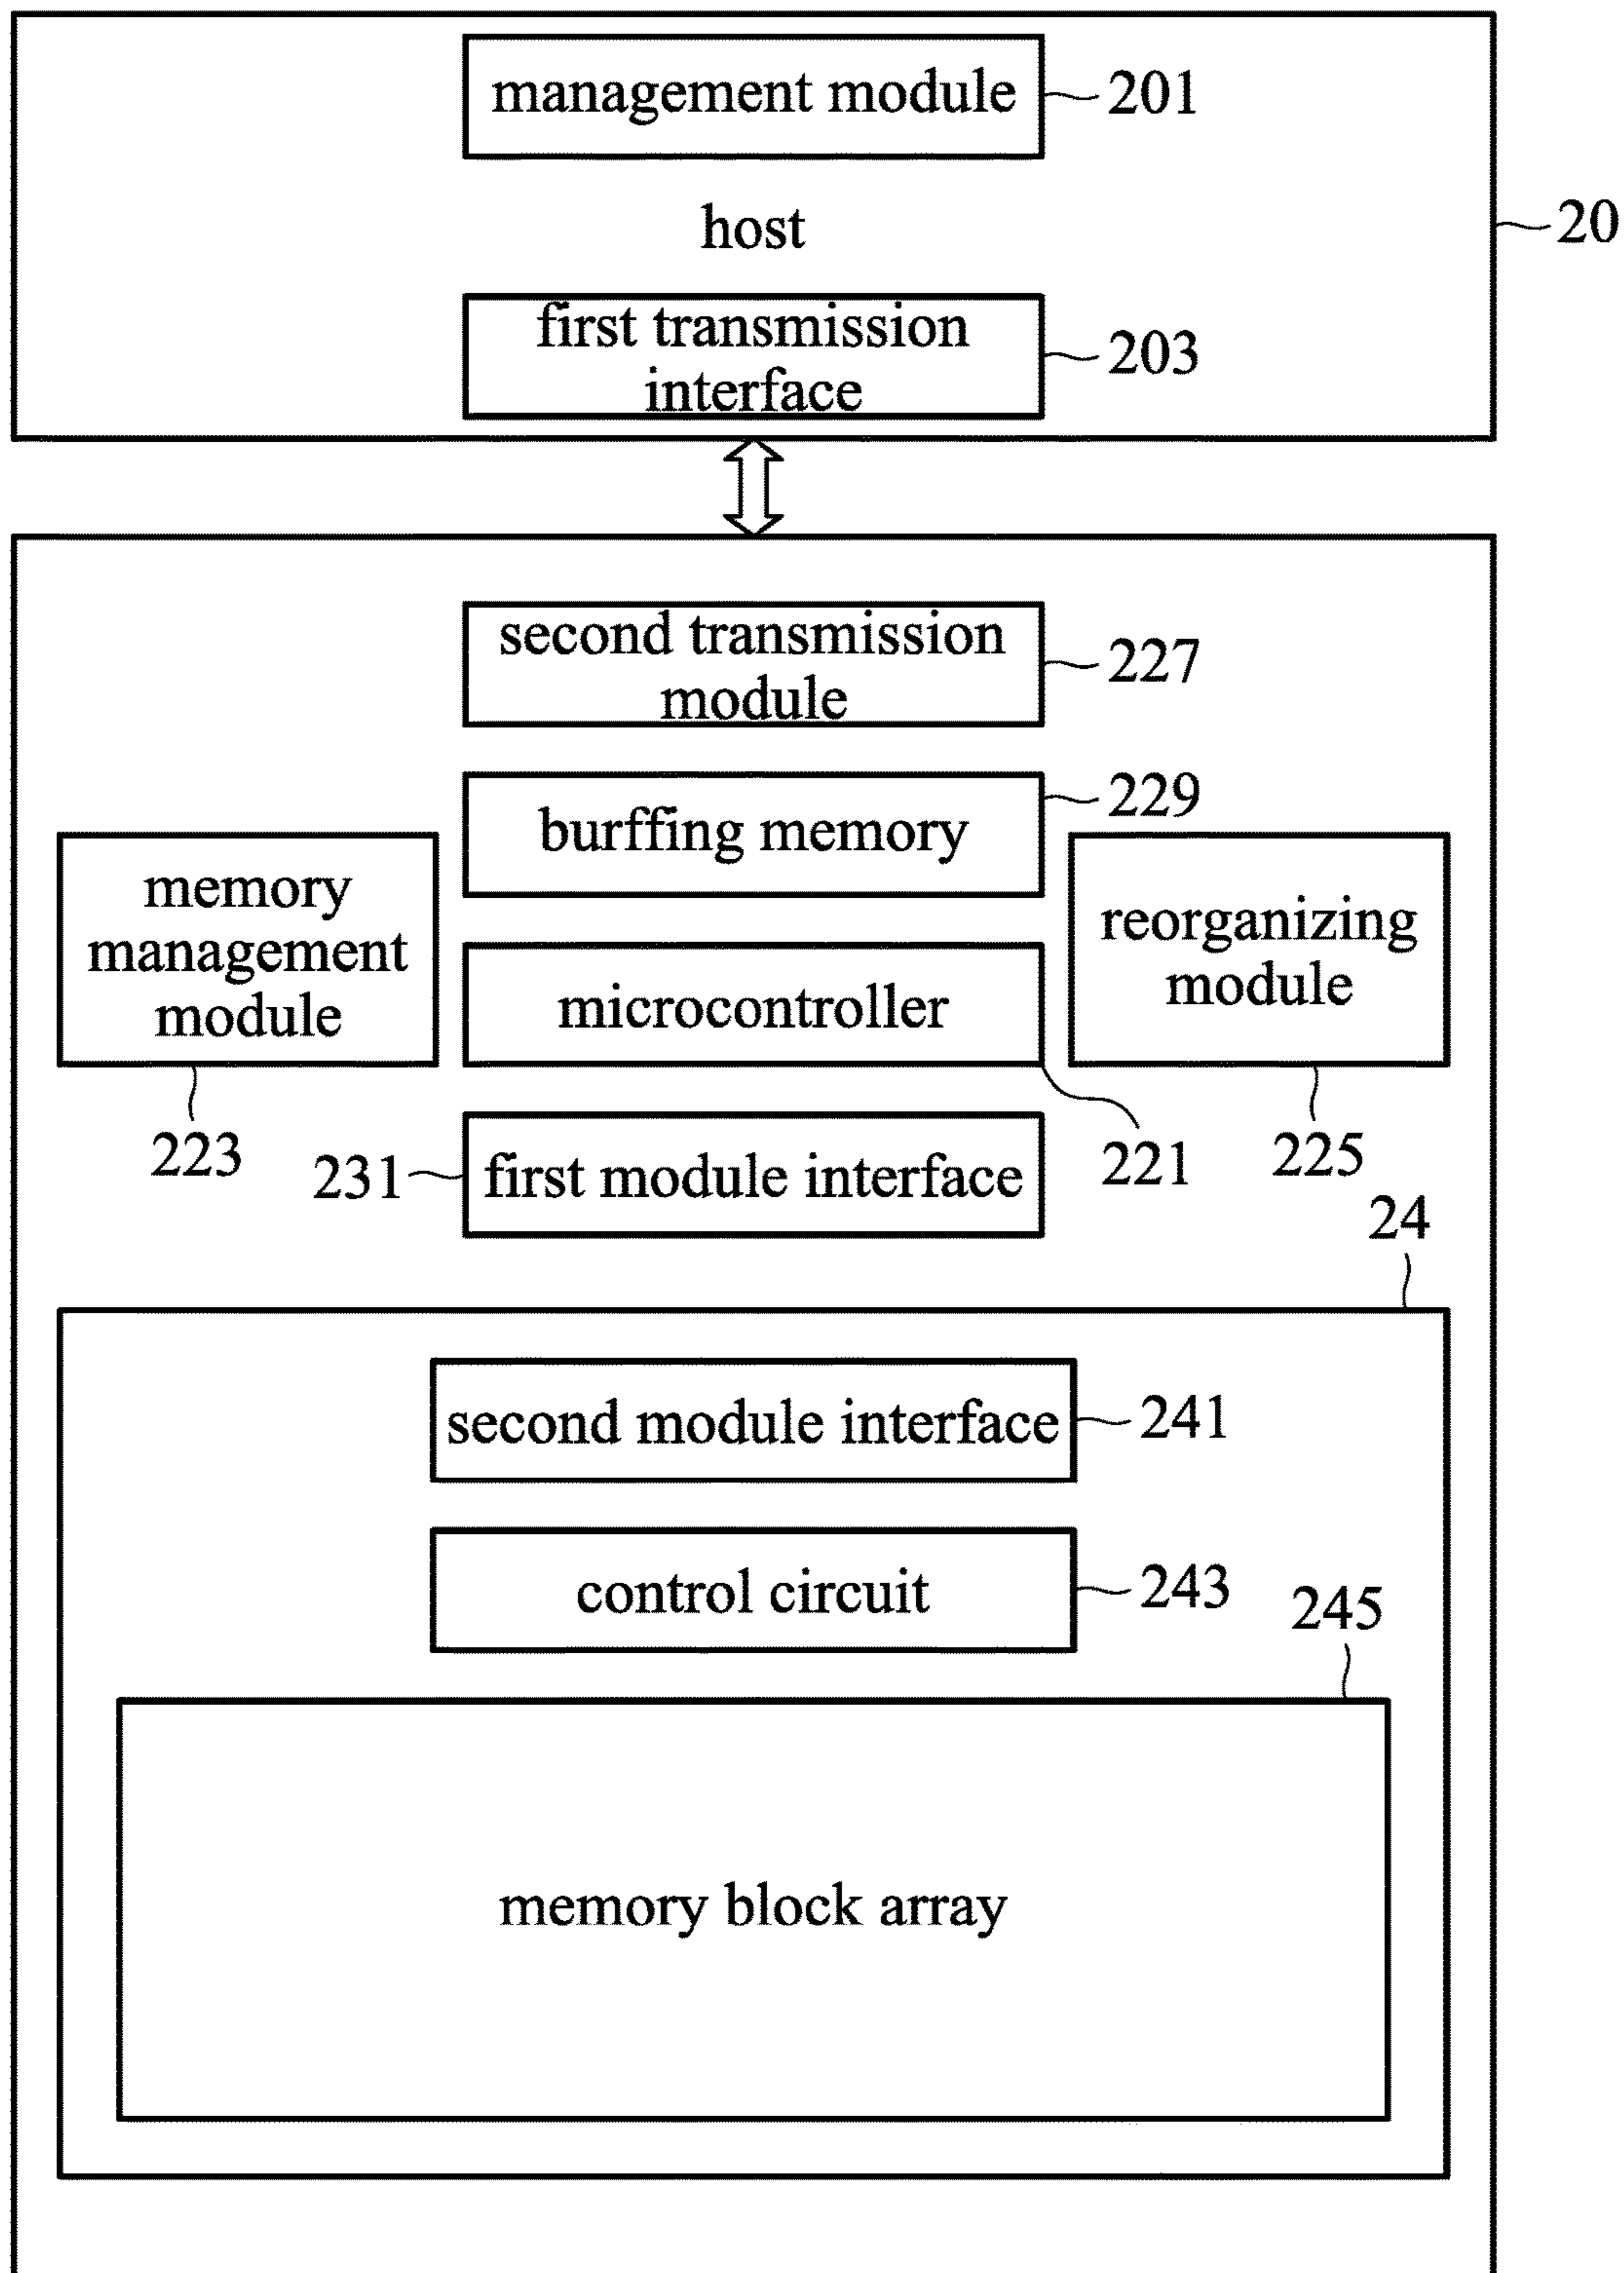 management module
201
host
20
first transmission
interface
203
second transmission
module
227
burffing memory
229
memory
management
module
223
microcontroller
221
reorganizing
module
225
231
first module interface
24
second module interface
241
control circuit
243
245
memory block array